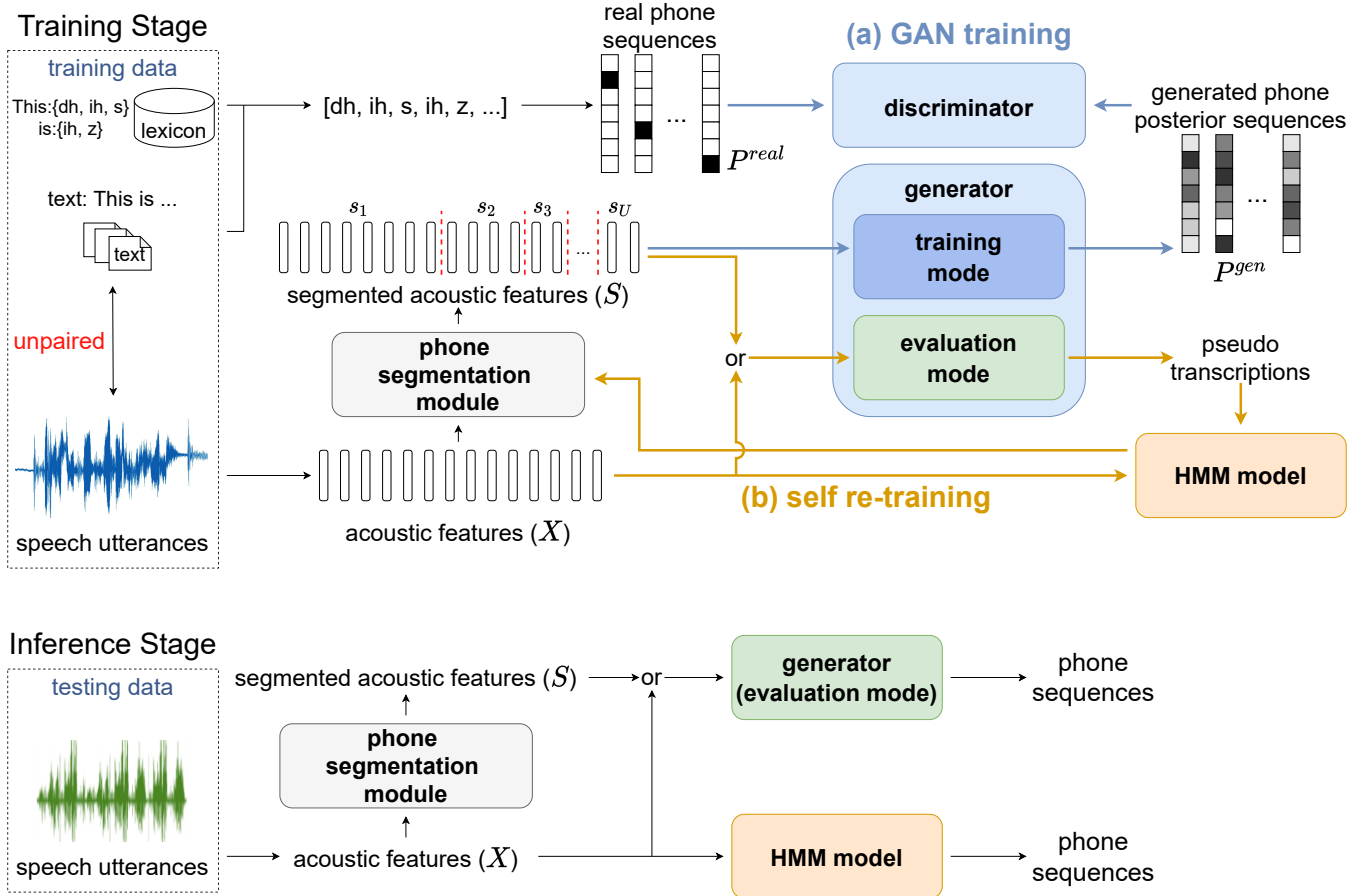 Training Stage
training data
This:{dh, ih, s}
is:{ih, z}
lexicon
text: This is ...
text
unpaired
speech utterances
[dh, ih, s, ih, z, ...]
real phone
sequences
...
P^{real}
(a) GAN training
discriminator
generated phone
posterior sequences
...
P^{gen}
generator
training
mode
evaluation
mode
s_1
s_2
s_3
...
s_U
segmented acoustic features (S)
phone
segmentation
module
acoustic features (X)
or
pseudo
transcriptions
HMM model
(b) self re-training
Inference Stage
testing data
speech utterances
segmented acoustic features (S)
phone
segmentation
module
acoustic features (X)
or
generator
(evaluation mode)
phone
sequences
HMM model
phone
sequences